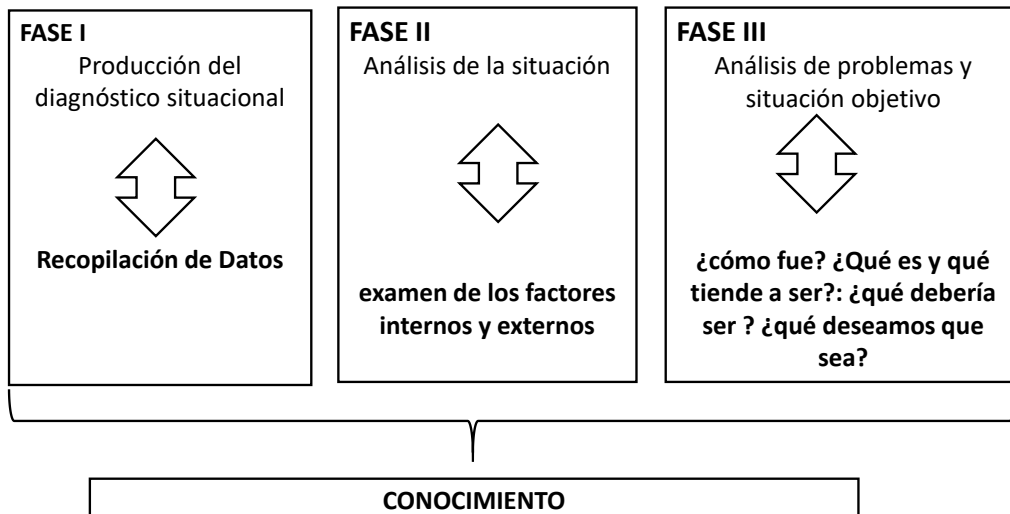 FASE I
Producción del
diagnóstico situacional
Recopilación de Datos
FASE II
Análisis de la situación
examen de los factores
internos y externos
FASE III
Análisis de problemas y
situación objetivo
¿cómo fue? ¿Qué es y qué
tiende a ser?: ¿qué debería
ser ? ¿qué deseamos que
sea?
CONOCIMIENTO